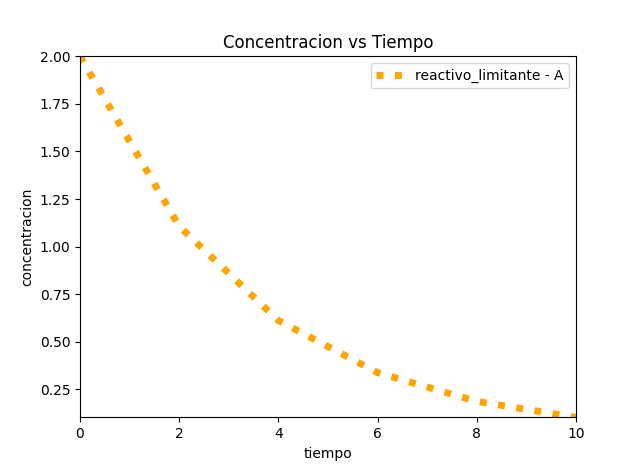 Concentracion vs Tiempo
reactivo_limitante - A
concentracion
2.00
1.75
1.50
1.25
1.00
0.75
0.50
0.25
0 2 4 6 8 10
tiempo